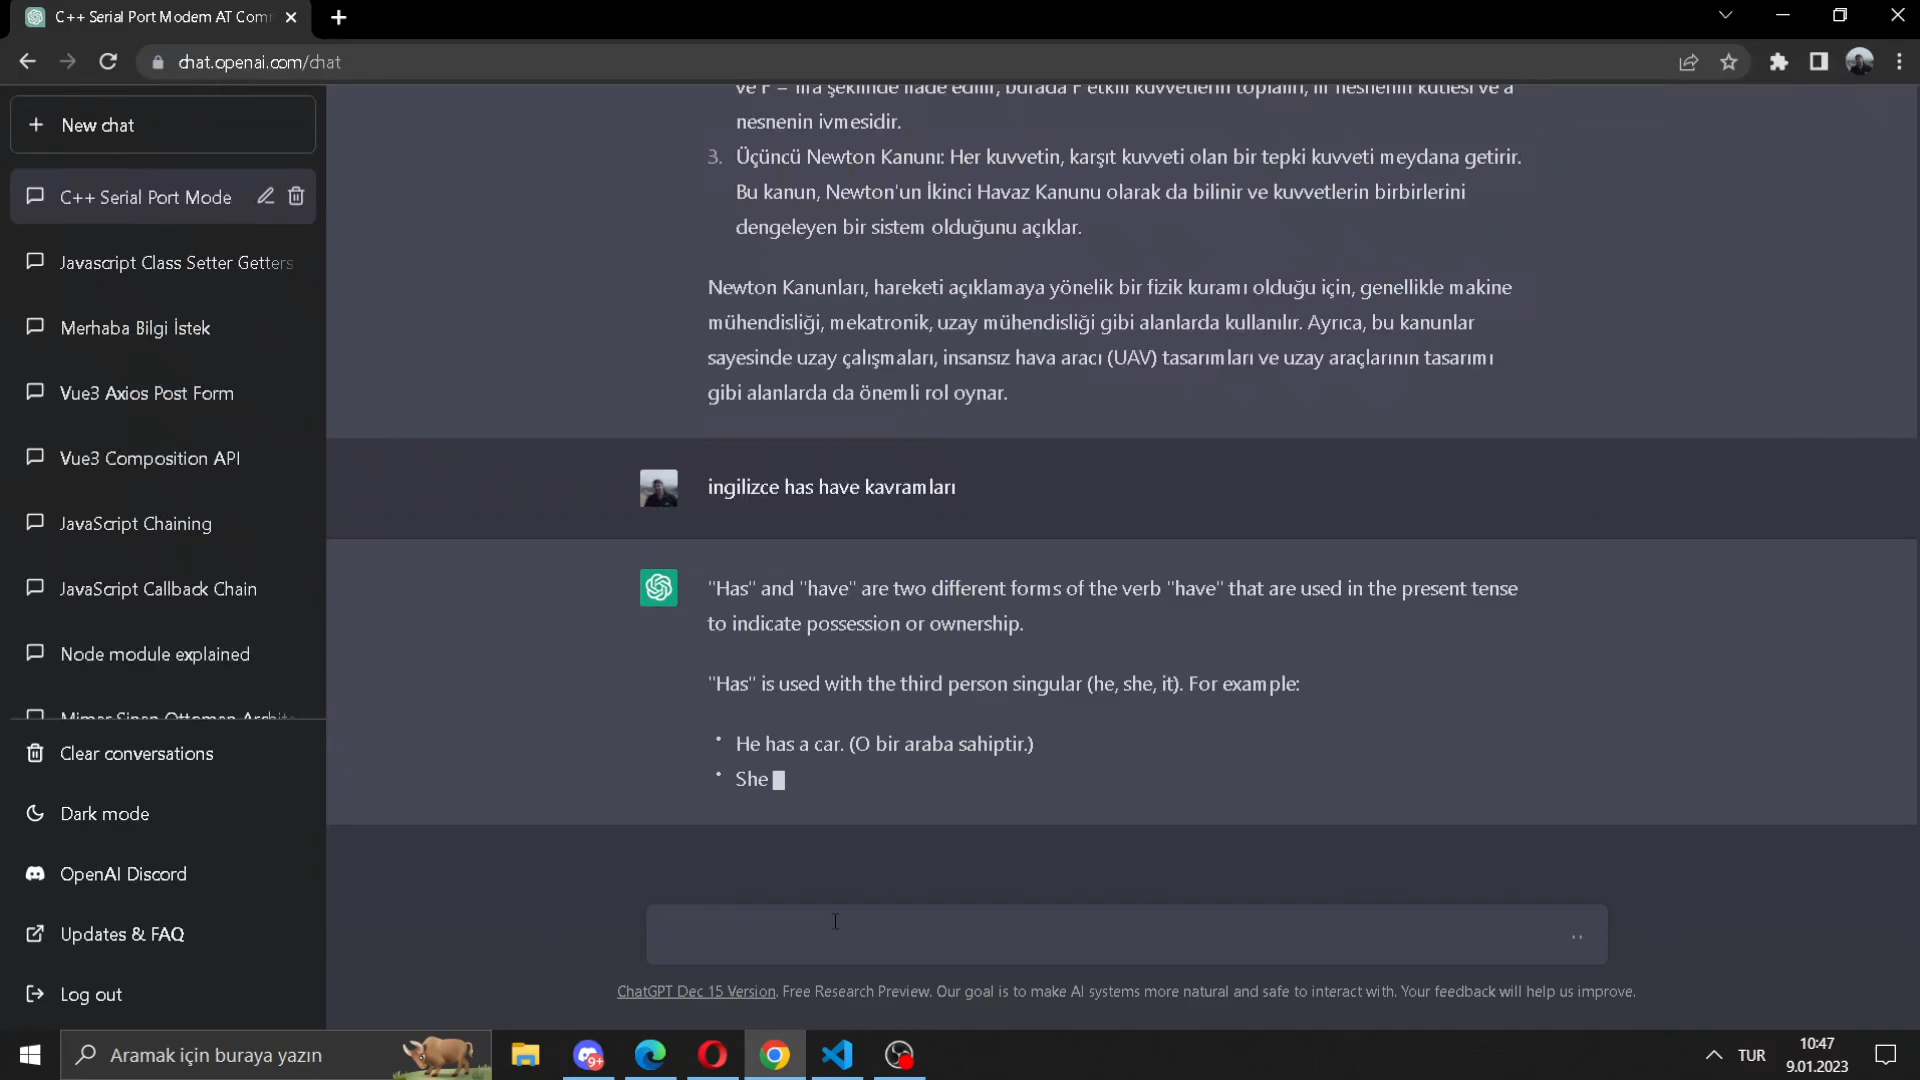 C++ Serial Port Modem AT Com
chat.openai.com/chat
New chat
C++ Serial Port Mode
Javascript Class Setter Getters
Merhaba Bilgi İstek
Vue3 Axios Post Form
Vue3 Composition API
JavaScript Chaining
JavaScript Callback Chain
Node module explained
Mimar Sinan Ottoman Archite
Clear conversations
Dark mode
OpenAI Discord
Updates & FAQ
Log out
nesnenin ivmesidir.
3. Üçüncü Newton Kanunı: Her kuvvetin, karşıt kuvveti olan bir tepki kuvveti meydana getirir.
Bu kanun, Newton'un İkinci Havaz Kanunu olarak da bilinir ve kuvvetlerin birbirlerini
dengeleyen bir sistem olduğunu açıklar.
Newton Kanunları, hareketi açıklamaya yönelik bir fizik kuramı olduğu için, genellikle makine
mühendisliği, mekatronik, uzay mühendisliği gibi alanlarda kullanılır. Ayrıca, bu kanunlar
sayesinde uzay çalışmaları, insansız hava aracı (UAV) tasarımları ve uzay araçlarının tasarımı
gibi alanlarda da önemli rol oynar.
ingilizce has have kavramları
"Has" and "have" are two different forms of the verb "have" that are used in the present tense
to indicate possession or ownership.
"Has" is used with the third person singular (he, she, it). For example:
• He has a car. (O bir araba sahiptir.)
• She
ChatGPT Dec 15 Version. Free Research Preview. Our goal is to make AI systems more natural and safe to interact with. Your feedback will help us improve.
Aramak için buraya yazın
9+
TUR
10:47
9.01.2023